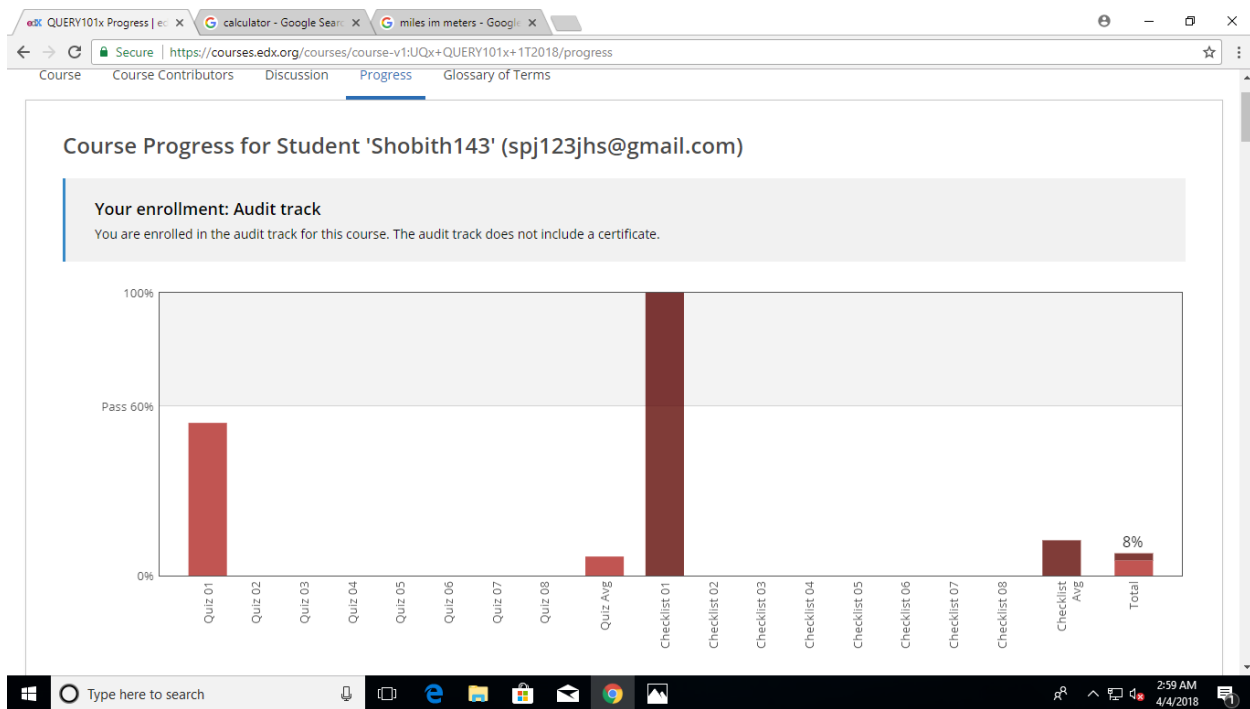 edX QUERY101x Progress | ec
calculator - Google Searc
miles im meters - Google
Secure | https://courses.edx.org/courses/course-v1:UQx+QUERY101x+1T2018/progress
Course Course Contributors Discussion Progress Glossary of Terms
Course Progress for Student 'Shobith143' (spj123jhs@gmail.com)
Your enrollment: Audit track
You are enrolled in the audit track for this course. The audit track does not include a certificate.
100%
Pass 60%
0%
8%
Quiz 01
Quiz 02
Quiz 03
Quiz 04
Quiz 05
Quiz 06
Quiz 07
Quiz 08
Quiz Avg
Checklist 01
Checklist 02
Checklist 03
Checklist 04
Checklist 05
Checklist 06
Checklist 07
Checklist 08
Checklist
Avg
Total
Type here to search
2:59 AM
4/4/2018
1